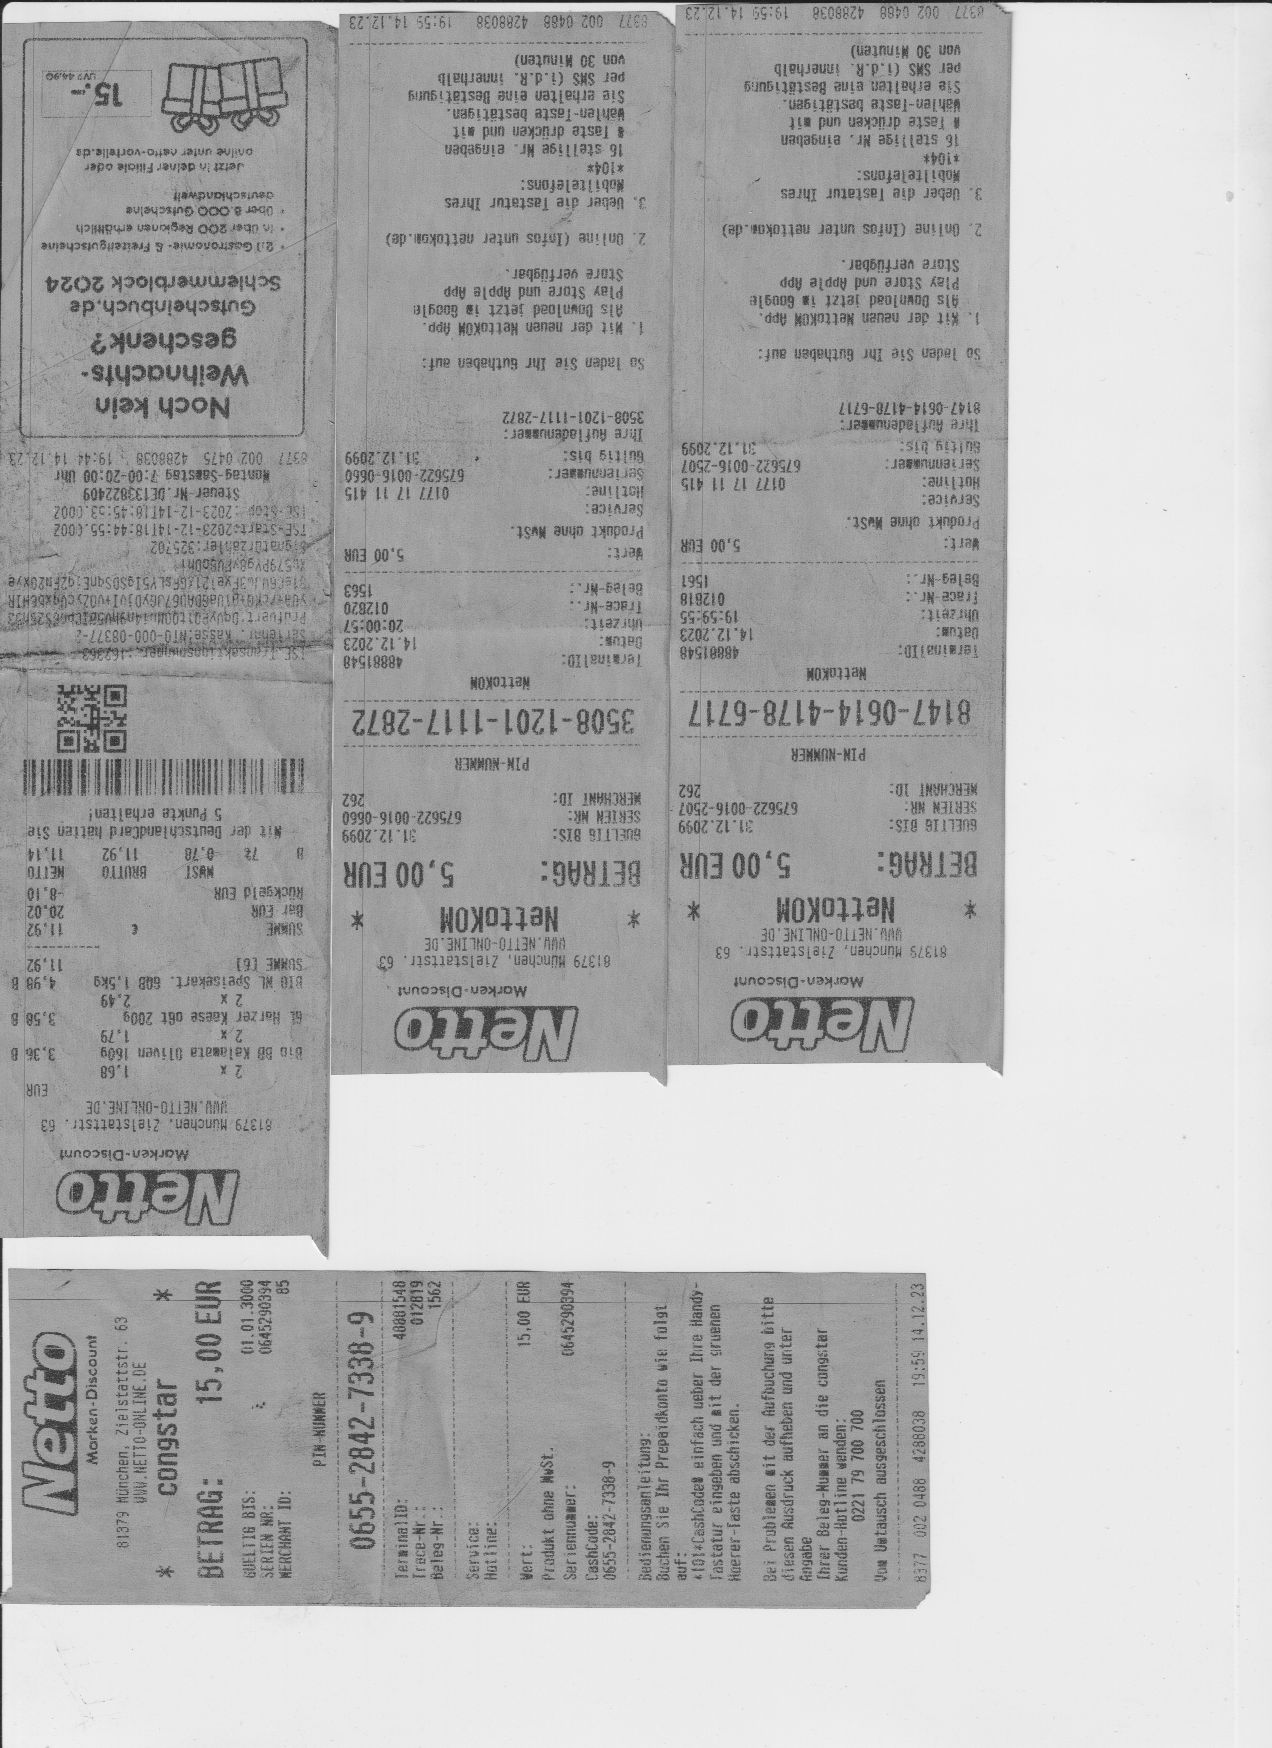 Netto
Marken-Discount
81379 München, Zielstattstr. 63
WWW.NETTO-ONLINE.DE
EUR
2 x 1,68
Bio BB Kalamata Oliven 160g 3,36 B
2 x 1,79
GL Harzer Kaese 200g 3,58 B
2 x 2,49
BIO NL Speisekart. 1,5kg 4,98 B
SUMME [6] 11,92
SUMME € 11,92
Bar EUR 20,02
Rückgeld EUR -8,10
MWST BRUTTO NETTO
B 7% 0,78 11,92 11,14
Mit der DeutschlandCard hätten Sie
5 Punkte erhalten!
TSE-Transaktionsnummer: 162363
Seriennr. Kasse:NTO-000-08377-2
Signaturzähler:325702
TSE-Start:2023-12-14T18:44:55.000Z
TSE-Stop :2023-12-14T18:45:53.000Z
Steuer-Nr.DE133822409
Montag-Samstag 7:00-20:00 Uhr
8377 002 0475 4288038 19:44 14.12.23
Noch kein
Weihnachts-
geschenk?
Gutscheinbuch.de
Schlemmerblock 2024
• 2:1 Gastronomie- & Freizeitgutscheine
• in über 200 Regionen erhältlich
• über 8.000 Gutscheine
deutschlandweit
Jetzt in deiner Filiale oder
online unter netto-vorteile.de
15.–
UVP 44,90
Netto
Marken-Discount
81379 München, Zielstattstr. 63
WWW.NETTO-ONLINE.DE
* NettoKOM *
BETRAG: 5,00 EUR
GUELTIG BIS: 31.12.2099
SERIEN NR: 675622-0016-0660
MERCHANT ID: 262
PIN-NUMMER
3508-1201-1117-2872
NettoKOM
TerminalID: 48881548
Datum: 14.12.2023
Uhrzeit: 20:00:57
Trace-Nr.: 012820
Beleg-Nr.: 1563
Wert: 5,00 EUR
Produkt ohne MwSt.
Service:
Hotline: 0177 17 11 415
Seriennummer: 675622-0016-0660
Gültig bis: 31.12.2099
Ihre Aufladenummer:
3508-1201-1117-2872
So laden Sie Ihr Guthaben auf:
1. Mit der neuen NettoKOM App.
Als Download jetzt im Google
Play Store und Apple App
Store verfügbar.
2. Online (Infos unter nettokom.de)
3. Ueber die Tastatur Ihres
Mobiltelefons:
*104*
16 stellige Nr. eingeben
# Taste drücken und mit
Wählen-Taste bestätigen.
Sie erhalten eine Bestätigung
per SMS (i.d.R. innerhalb
von 30 Minuten)
8377 002 0488 4288038 19:59 14.12.23
Netto
Marken-Discount
81379 München, Zielstattstr. 63
WWW.NETTO-ONLINE.DE
* NettoKOM *
BETRAG: 5,00 EUR
GUELTIG BIS: 31.12.2099
SERIEN NR: 675622-0016-2507
MERCHANT ID: 262
PIN-NUMMER
8147-0614-4178-6717
NettoKOM
TerminalID: 48881548
Datum: 14.12.2023
Uhrzeit: 19:59:55
Trace-Nr.: 012818
Beleg-Nr.: 1561
Wert: 5,00 EUR
Produkt ohne MwSt.
Service:
Hotline: 0177 17 11 415
Seriennummer: 675622-0016-2507
Gültig bis: 31.12.2099
Ihre Aufladenummer:
8147-0614-4178-6717
So laden Sie Ihr Guthaben auf:
1. Mit der neuen NettoKOM App.
Als Download jetzt im Google
Play Store und Apple App
Store verfügbar.
2. Online (Infos unter nettokom.de)
3. Ueber die Tastatur Ihres
Mobiltelefons:
*104*
16 stellige Nr. eingeben
# Taste drücken und mit
Wählen-Taste bestätigen.
Sie erhalten eine Bestätigung
per SMS (i.d.R. innerhalb
von 30 Minuten)
8377 002 0488 4288038 19:59 14.12.23
Netto
Marken-Discount
81379 München, Zielstattstr. 63
WWW.NETTO-ONLINE.DE
* congstar *
BETRAG: 15,00 EUR
GUELTIG BIS: 01.01.3000
SERIEN NR: 0645290394
MERCHANT ID: 85
PIN-NUMMER
0655-2842-7338-9
TerminalID: 48881548
Trace-Nr.: 012819
Beleg-Nr.: 1562
Service:
Hotline:
Wert: 15,00 EUR
Produkt ohne MwSt.
Seriennummer: 0645290394
CashCode:
0655-2842-7338-9
Bedienungsanleitung:
Buchen Sie Ihr Prepaidkonto wie folgt
auf:
*101*CashCode# einfach ueber Ihre Handy-
Tastatur eingeben und mit der gruenen
Hoerer-Taste abschicken.
Bei Problemen mit der Aufbuchung bitte
diesen Ausdruck aufheben und unter
Angabe
Ihrer Beleg-Nummer an die congstar
Kunden-Hotline wenden:
0221 79 700 700
Vom Umtausch ausgeschlossen
8377 002 0488 4288038 19:59 14.12.23